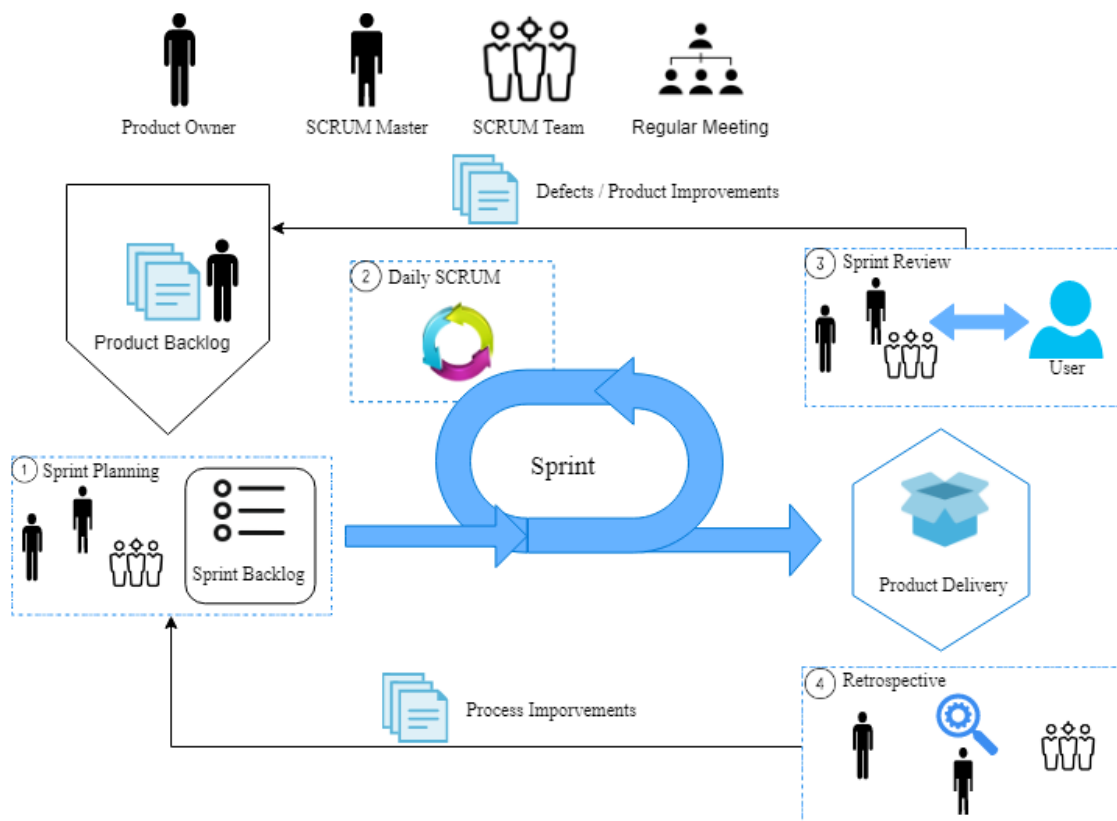 Product Owner
SCRUM Master
SCRUM Team
Regular Meeting
Defects / Product Improvements
Product Backlog
2 Daily SCRUM
3 Sprint Review
User
1 Sprint Planning
Sprint Backlog
Sprint
Product Delivery
4 Retrospective
Process Imporvements